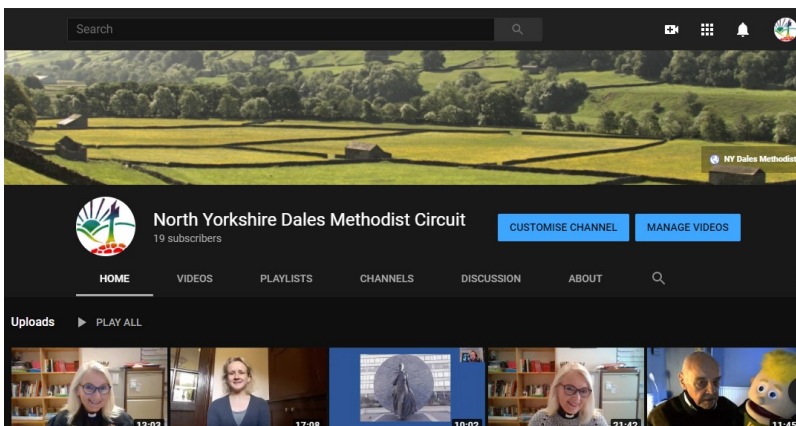 Search
NY Dales Methodist
North Yorkshire Dales Methodist Circuit
19 subscribers
CUSTOMISE CHANNEL
MANAGE VIDEOS
HOME VIDEOS PLAYLISTS CHANNELS DISCUSSION ABOUT
Uploads PLAY ALL
13:03 17:08 10:02 21:42 11:45